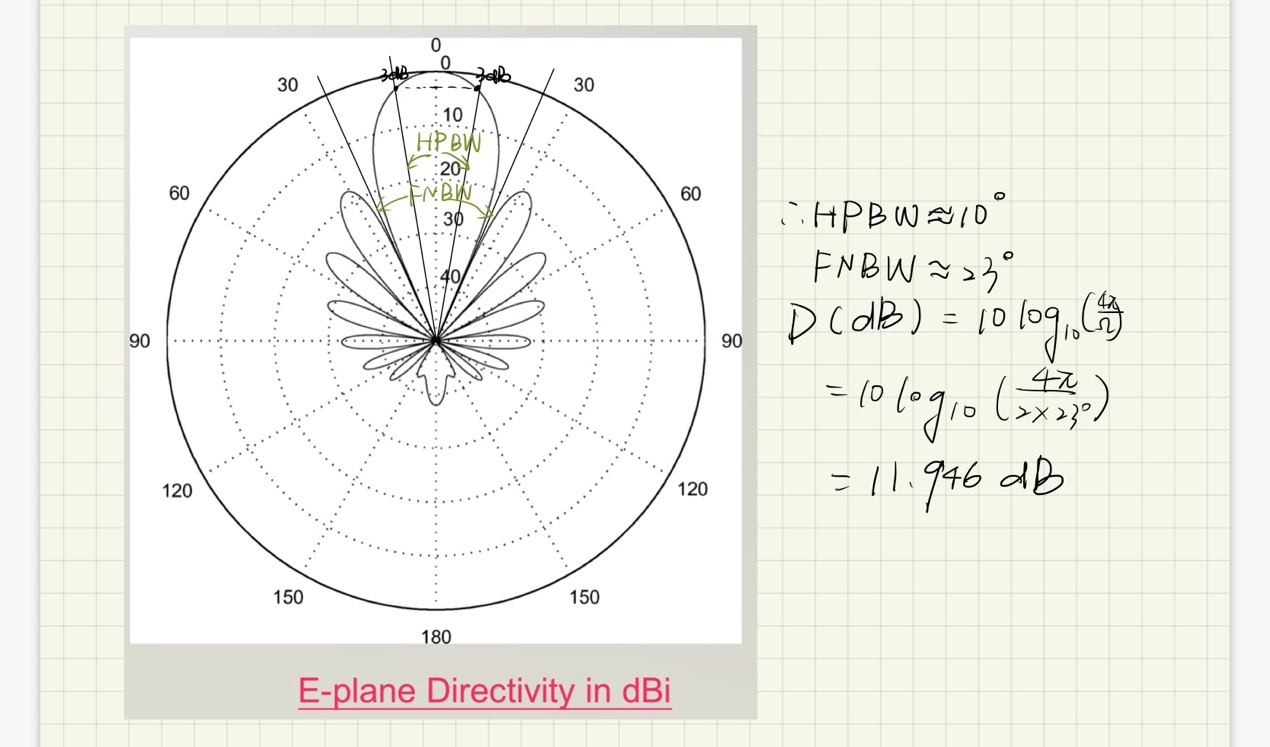 0
0
3dB 3dB
30 30
10
HPBW
20
60 60
FNBW
30
40
90 90
120 120
150 150
180
E-plane Directivity in dBi
∴ HPBW ≈ 10°
FNBW ≈ 23°
D(dB) = 10 log₁₀(4π/Ω)
= 10 log₁₀(4π/2×23°)
= 11.946 dB